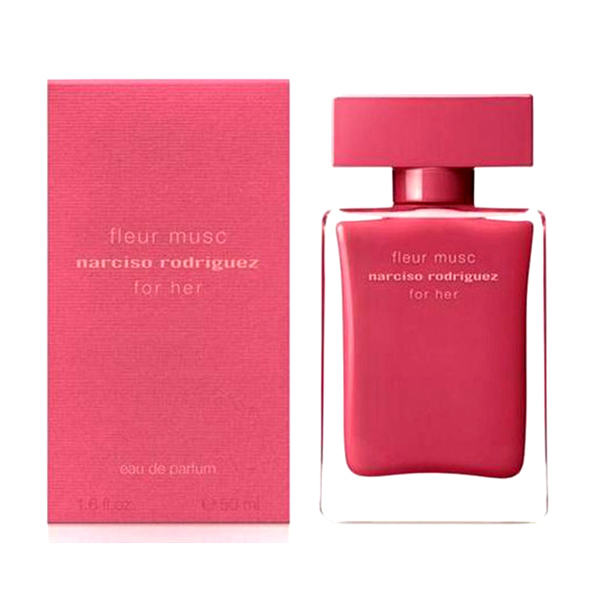 fleur musc
narciso rodriguez
for her
eau de parfum
1.6 fl.oz. ℮ 50 ml
fleur musc
narciso rodriguez
for her